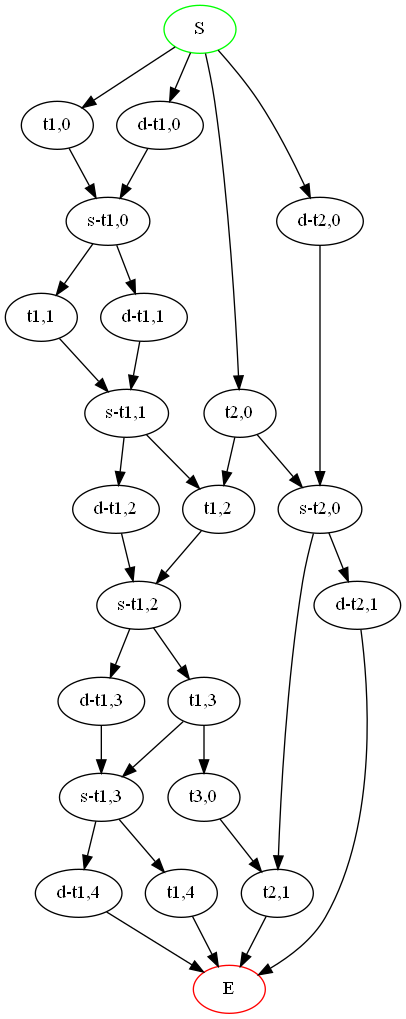 S
t1,0
d-t1,0
s-t1,0
d-t2,0
t1,1
d-t1,1
s-t1,1
t2,0
d-t1,2
t1,2
s-t2,0
s-t1,2
d-t2,1
d-t1,3
t1,3
s-t1,3
t3,0
d-t1,4
t1,4
t2,1
E